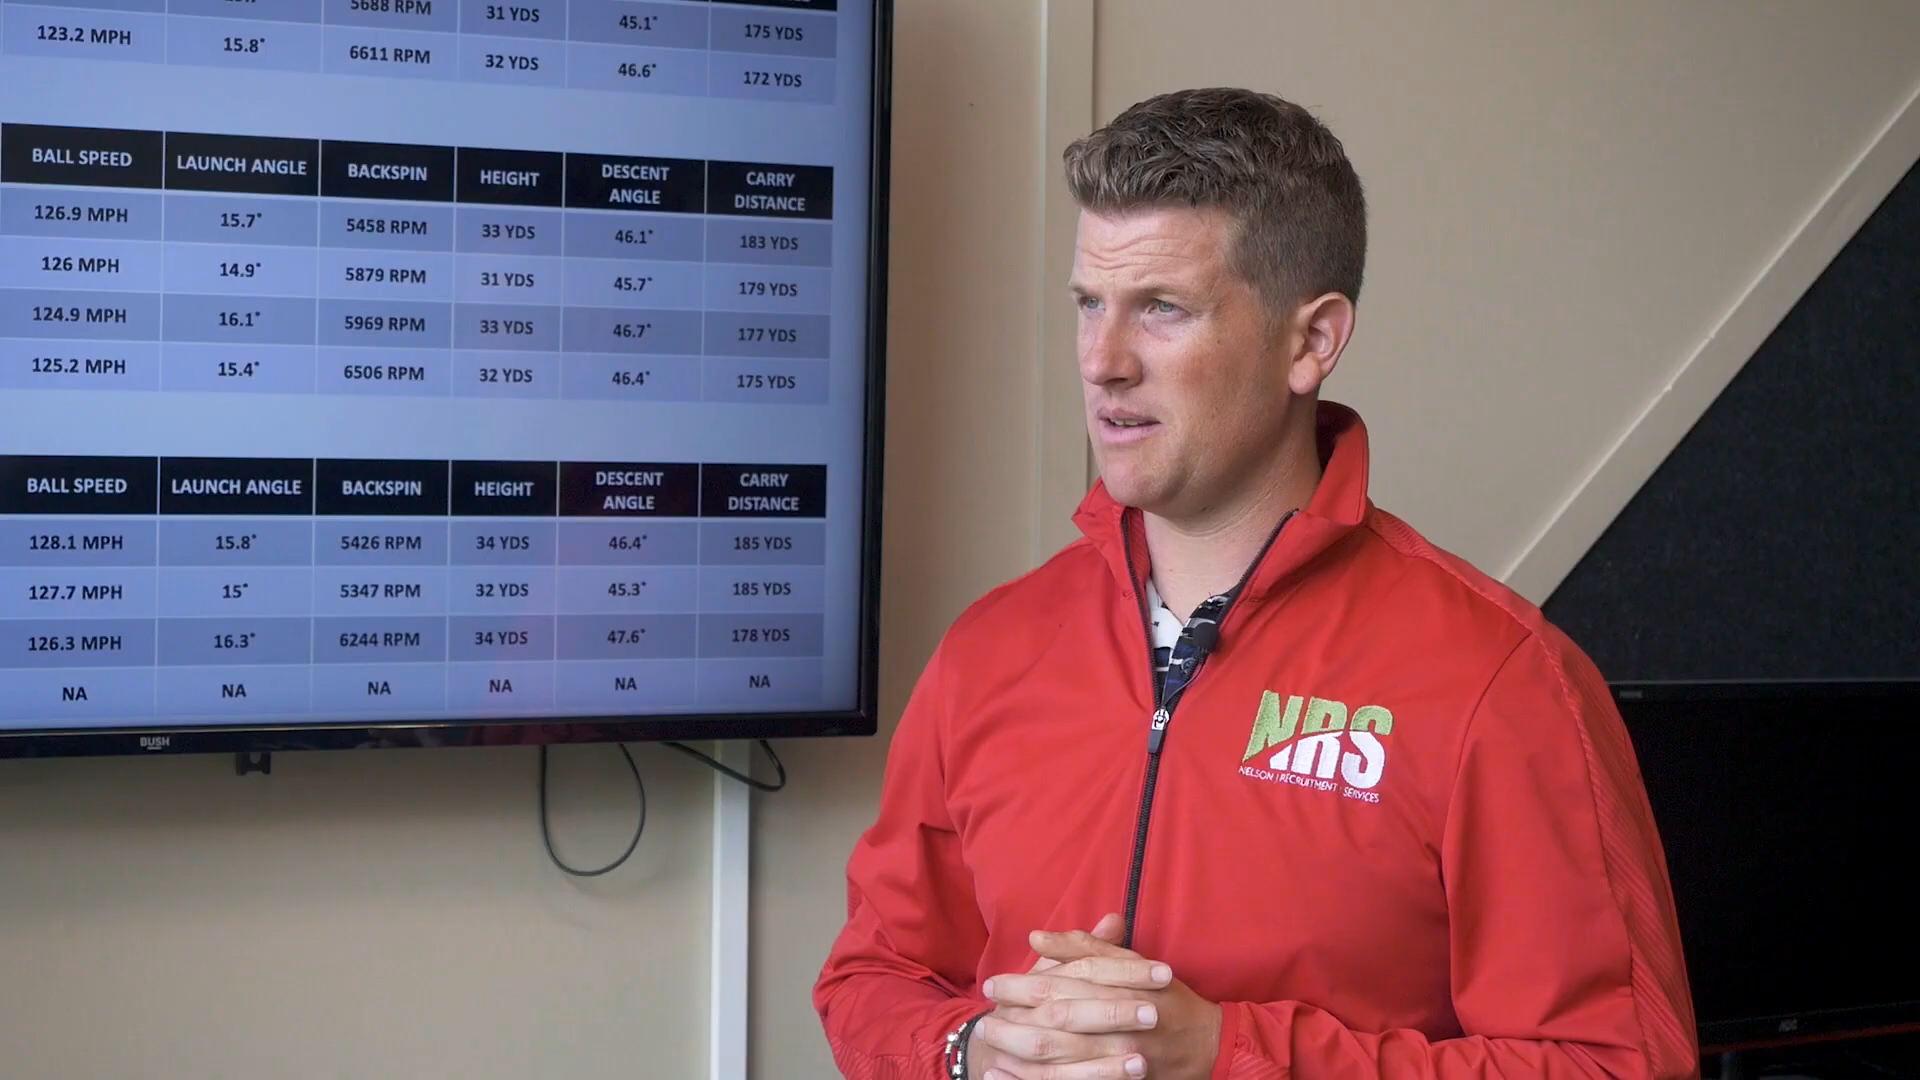 5688 RPM 31 YDS 45.1° 175 YDS
123.2 MPH 15.8° 6611 RPM 32 YDS 46.6° 172 YDS
BALL SPEED LAUNCH ANGLE BACKSPIN HEIGHT DESCENT ANGLE CARRY DISTANCE
126.9 MPH 15.7° 5458 RPM 33 YDS 46.1° 183 YDS
126 MPH 14.9° 5879 RPM 31 YDS 45.7° 179 YDS
124.9 MPH 16.1° 5969 RPM 33 YDS 46.7° 177 YDS
125.2 MPH 15.4° 6506 RPM 32 YDS 46.4° 175 YDS
BALL SPEED LAUNCH ANGLE BACKSPIN HEIGHT DESCENT ANGLE CARRY DISTANCE
128.1 MPH 15.8° 5426 RPM 34 YDS 46.4° 185 YDS
127.7 MPH 15° 5347 RPM 32 YDS 45.3° 185 YDS
126.3 MPH 16.3° 6244 RPM 34 YDS 47.6° 178 YDS
NA NA NA NA NA NA
BUSH
NRS
NELSON | RECRUITMENT | SERVICES
AOC